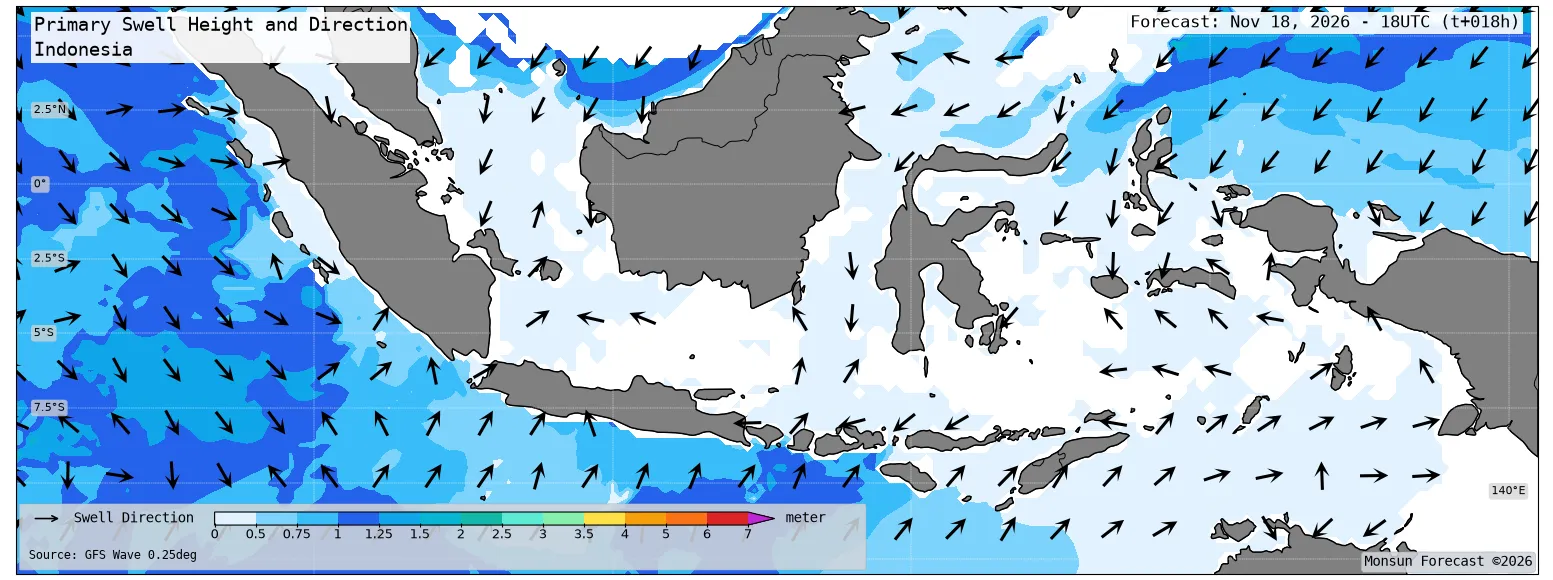 Primary Swell Height and Direction
Indonesia
Forecast: Nov 18, 2026 - 18UTC (t+018h)
2.5°N
0°
2.5°S
5°S
7.5°S
140°E
Swell Direction
0 0.5 0.75 1 1.25 1.5 2 2.5 3 3.5 4 5 6 7 meter
Source: GFS Wave 0.25deg
Monsun Forecast ©2026